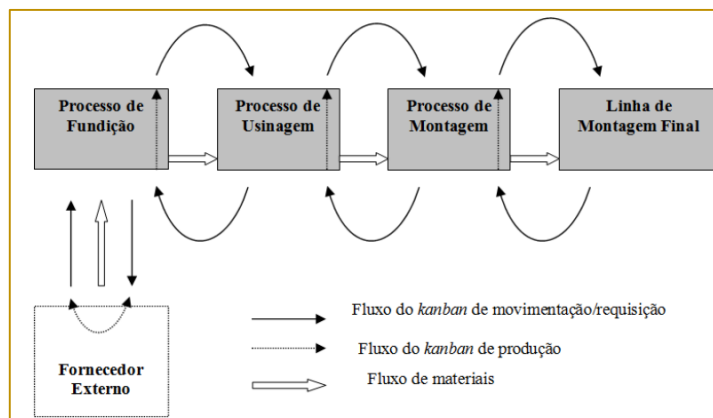 Processo de
Fundição
Processo de
Usinagem
Processo de
Montagem
Linha de
Montagem Final
Fornecedor
Externo
Fluxo do kanban de movimentação/requisição
Fluxo do kanban de produção
Fluxo de materiais